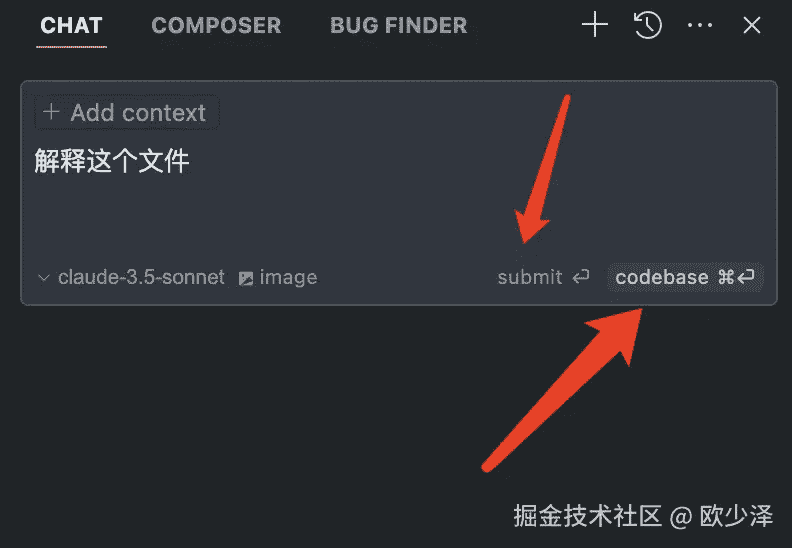 CHAT COMPOSER BUG FINDER
+ Add context
解释这个文件
claude-3.5-sonnet image submit ⏎ codebase ⌘⏎
掘金技术社区 @ 欧少泽